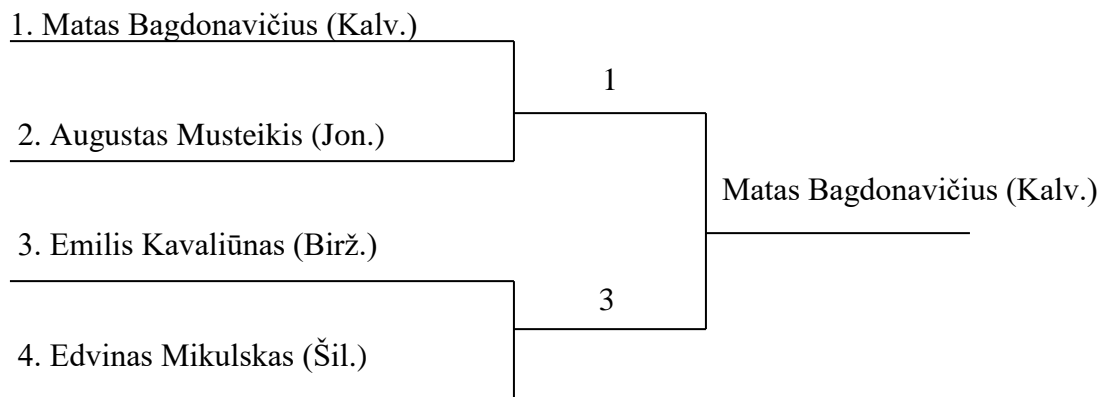 1. Matas Bagdonavičius (Kalv.)
1
2. Augustas Musteikis (Jon.)
Matas Bagdonavičius (Kalv.)
3. Emilis Kavaliūnas (Birž.)
3
4. Edvinas Mikulskas (Šil.)